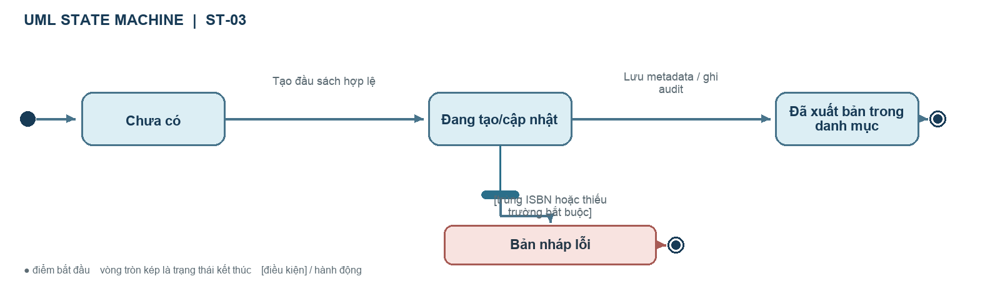 UML STATE MACHINE | ST-03
Tạo đầu sách hợp lệ
Lưu metadata / ghi
audit
Chưa có
Đang tạo/cập nhật
Đã xuất bản trong
danh mục
[trùng ISBN hoặc thiếu
trường bắt buộc]
Bản nháp lỗi
● điểm bắt đầu vòng tròn kép là trạng thái kết thúc [điều kiện] / hành động